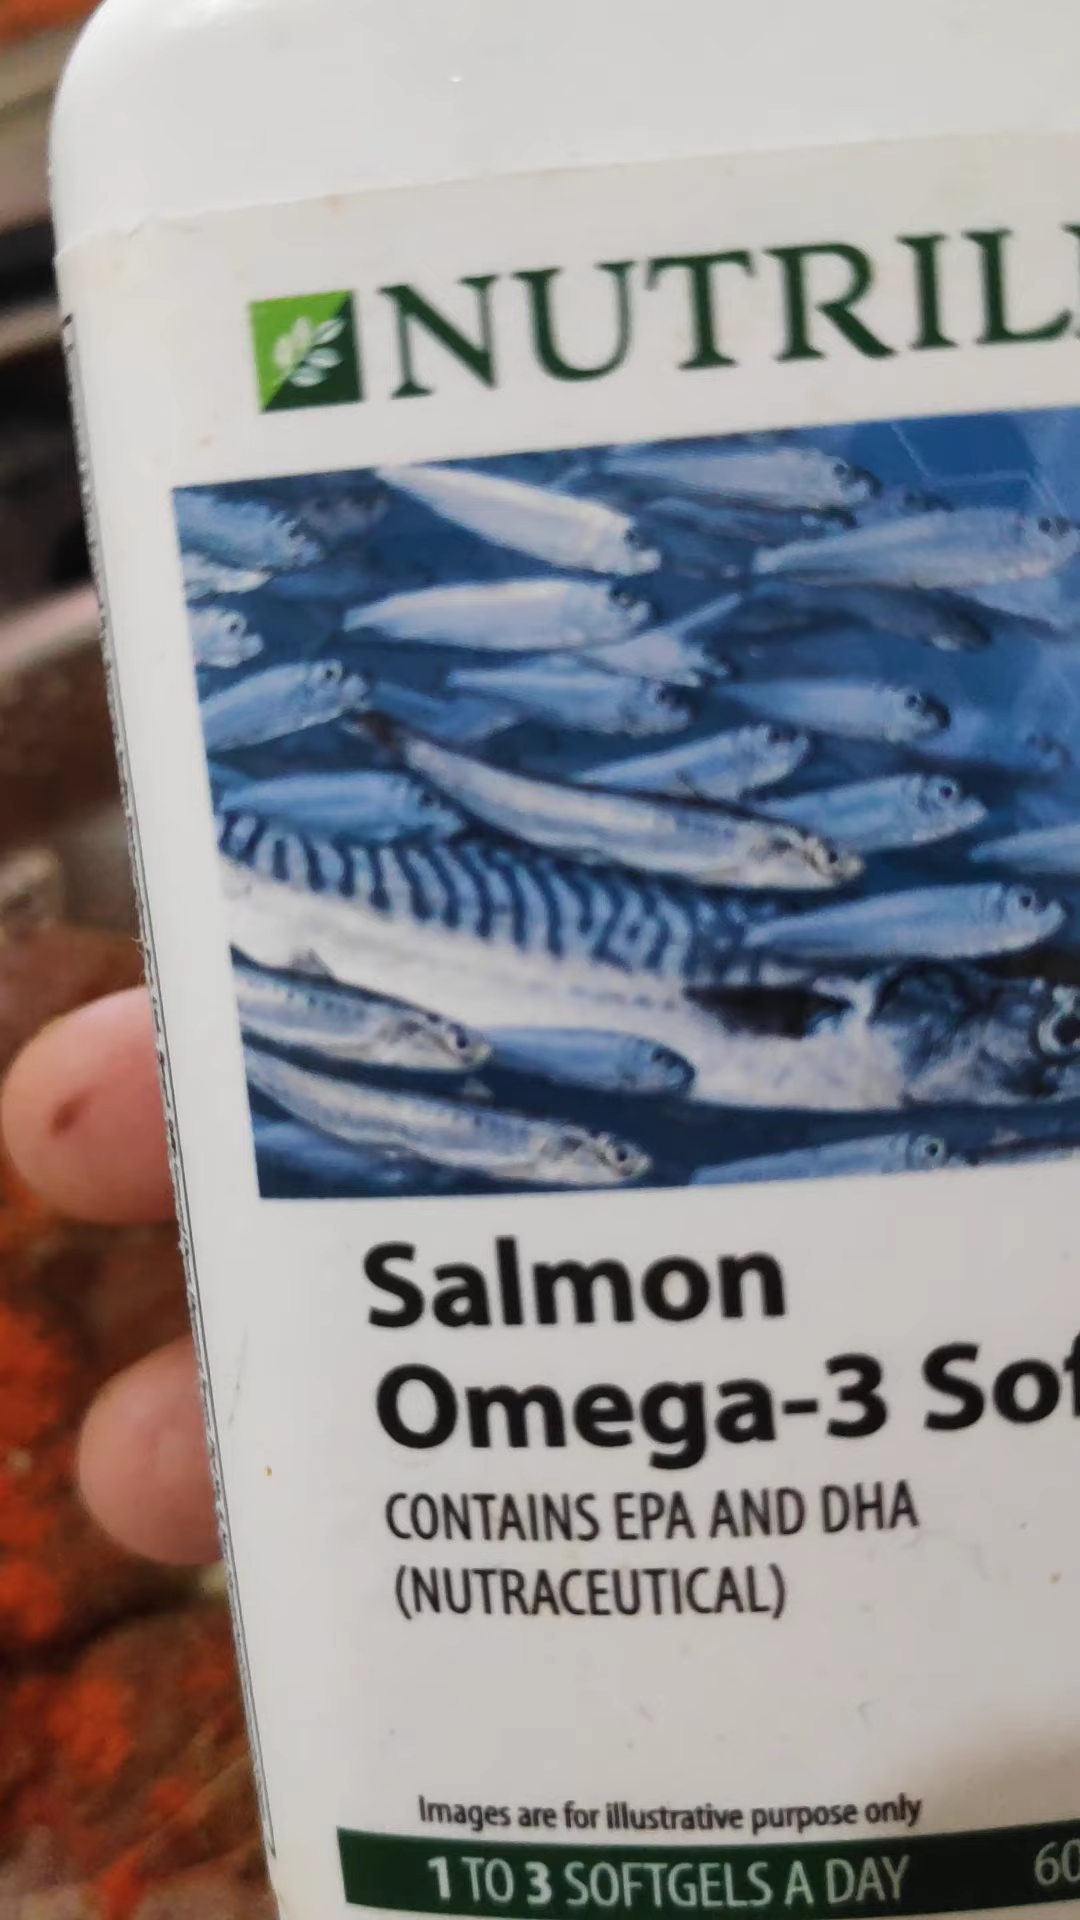 NUTRIL
Salmon
Omega-3 Sof
CONTAINS EPA AND DHA
(NUTRACEUTICAL)
Images are for illustrative purpose only
1 TO 3 SOFTGELS A DAY 60